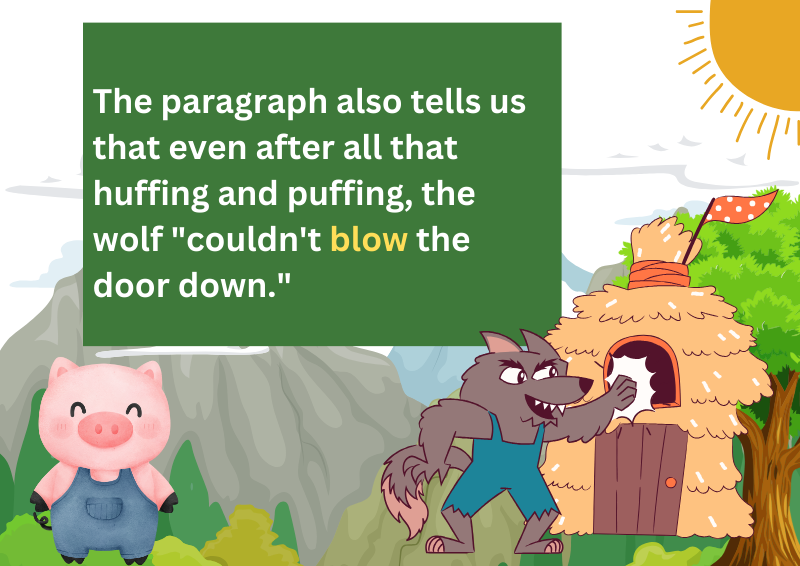 The paragraph also tells us
that even after all that
huffing and puffing, the
wolf "couldn't blow the
door down."